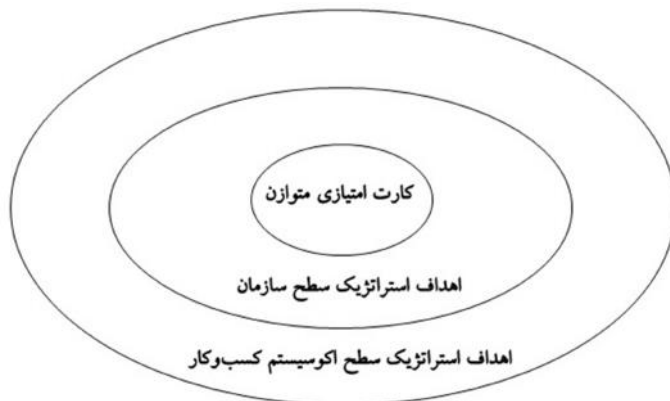 کارت امتیازی متوازن
اهداف استراتژیک سطح سازمان
اهداف استراتژیک سطح اکوسیستم کسب‌وکار